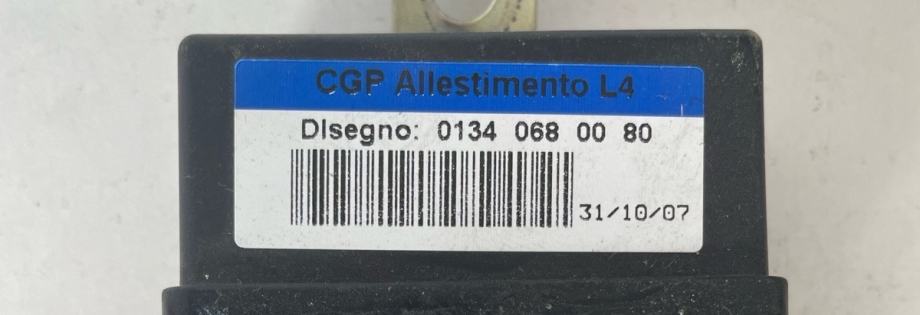 CGP Allestimento L4
Disegno: 0134 068 00 80
31/10/07